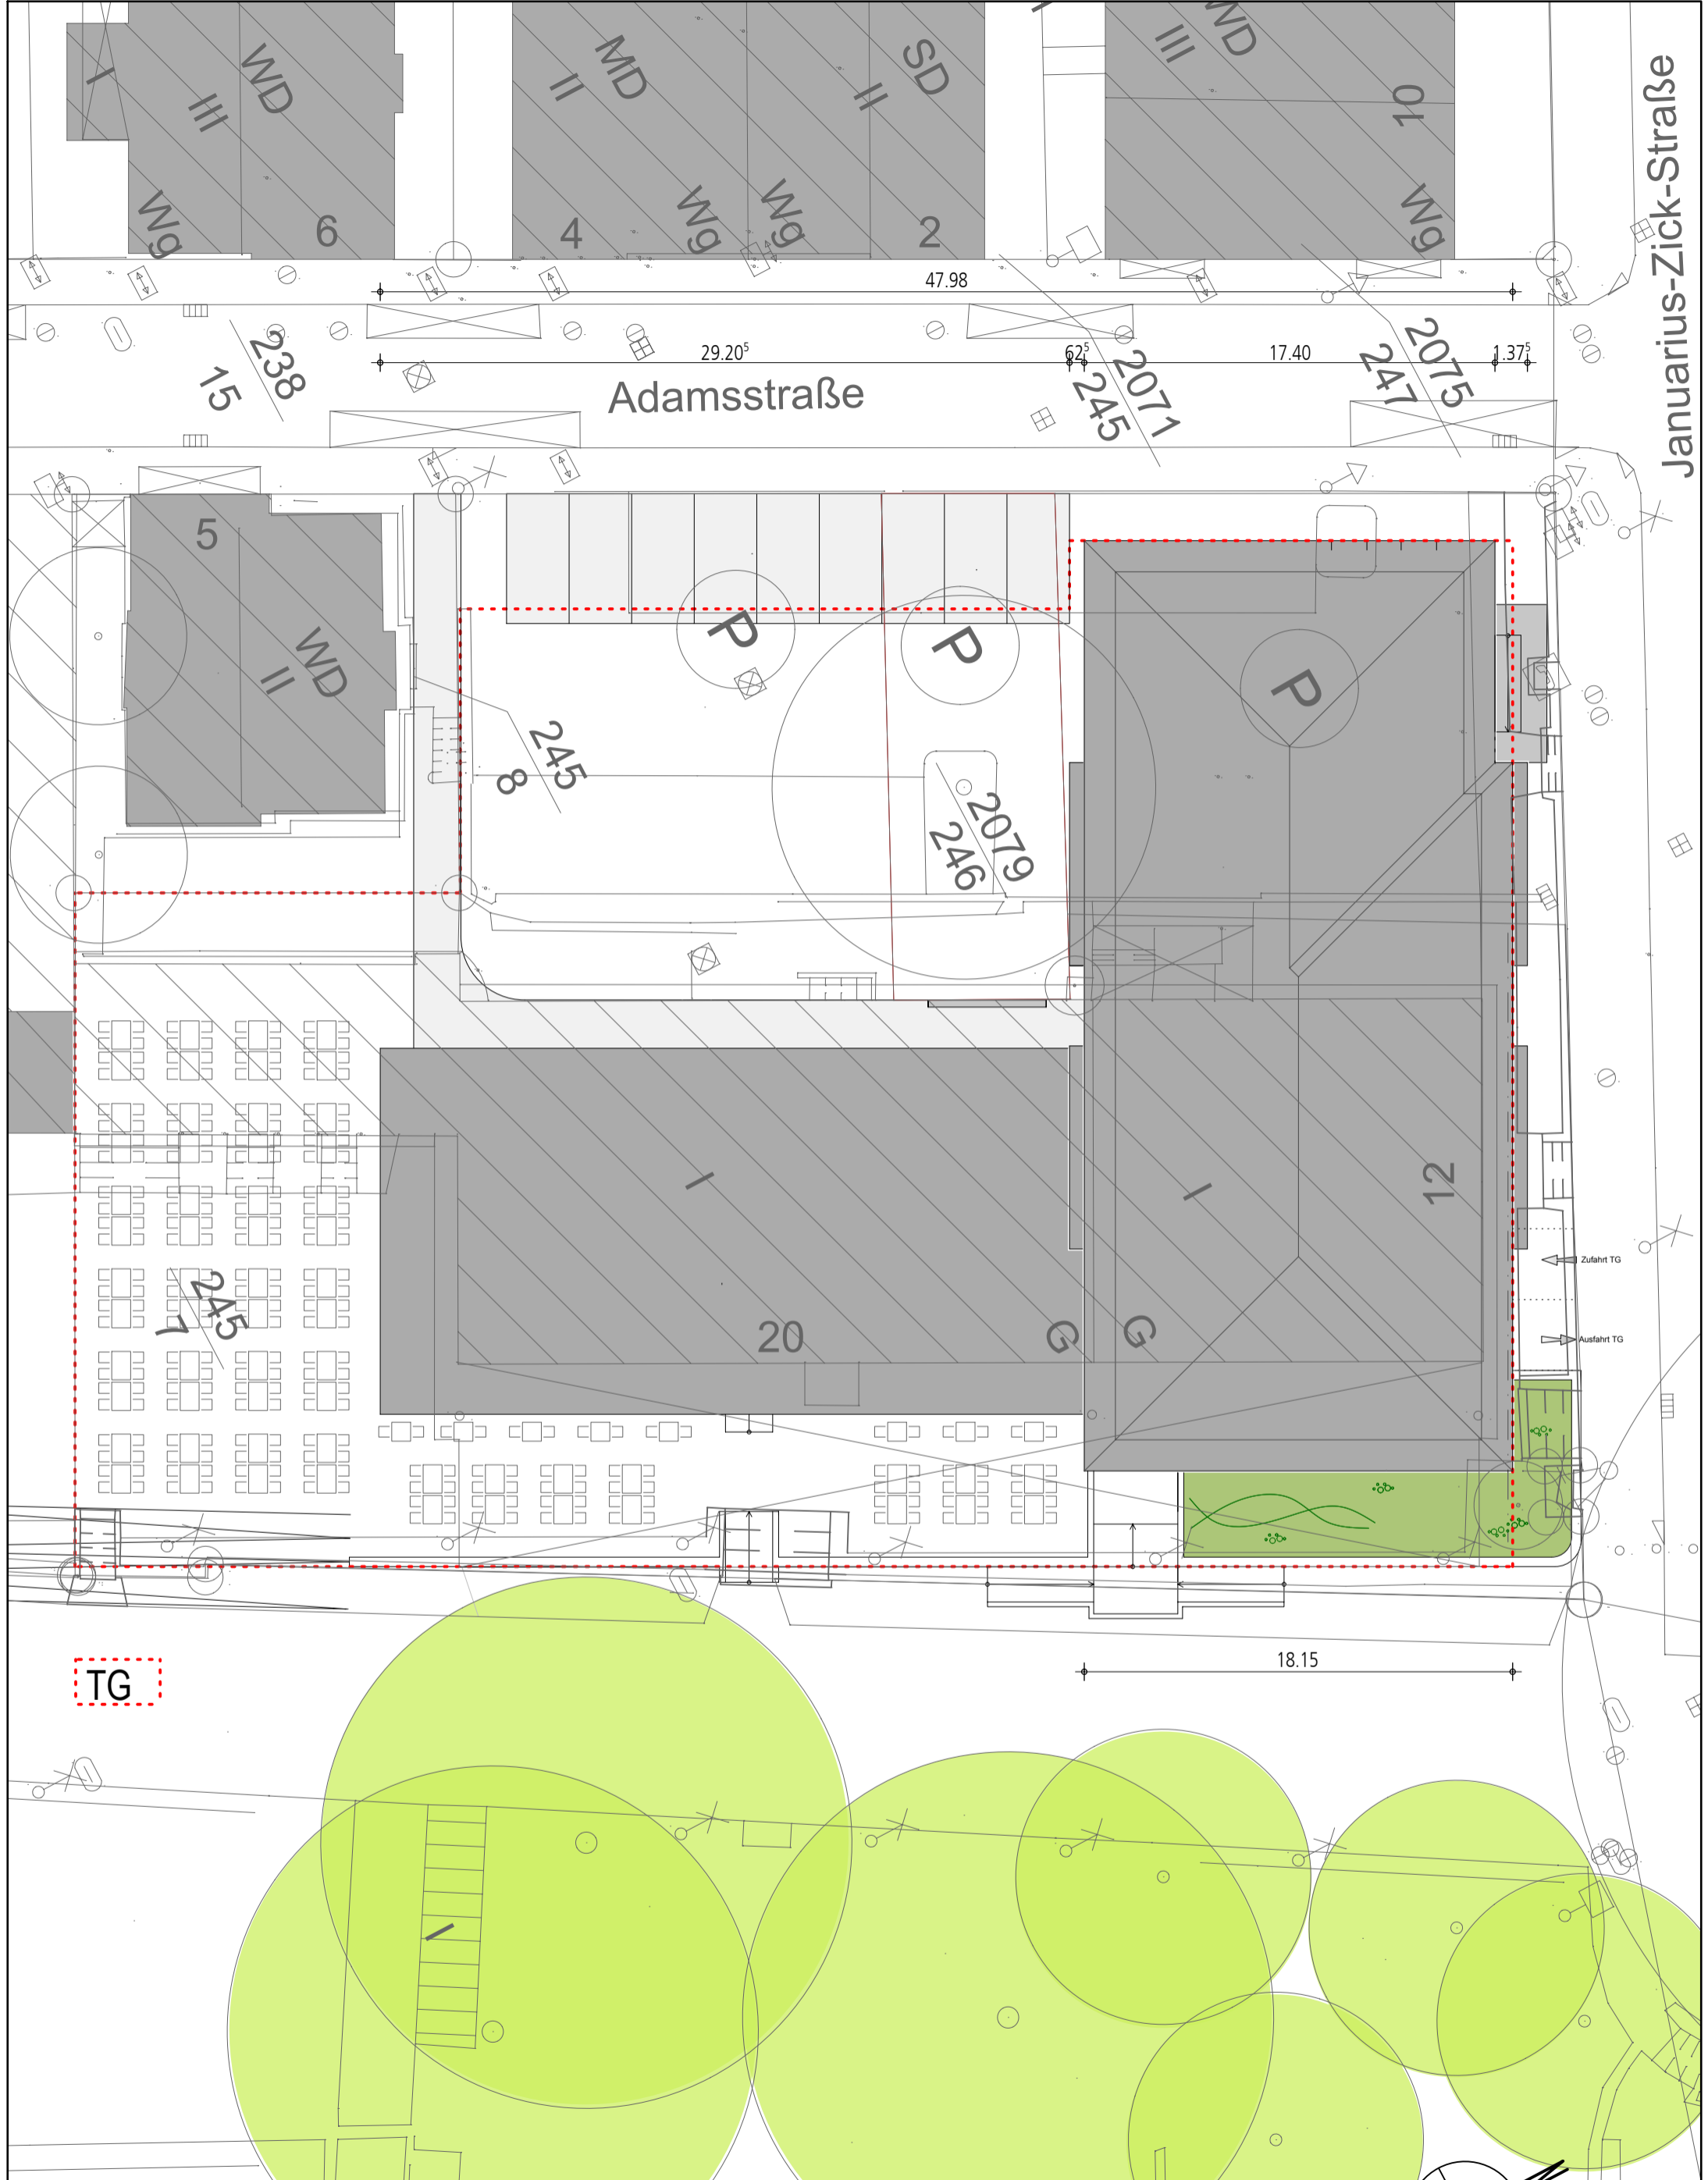 I
WD
III
Wg
6
MD
II
4
Wg
Wg
SD
II
2
WD
III
10
Wg
Januarius-Zick-Straße
47.98
29.20⁵
62⁵
17.40
1.37⁵
238
15
Adamsstraße
2071
245
2075
247
5
WD
II
P
P
P
245
8
2079
246
I
I
12
Zufahrt TG
245
7
20
G
G
Ausfahrt TG
18.15
TG
I